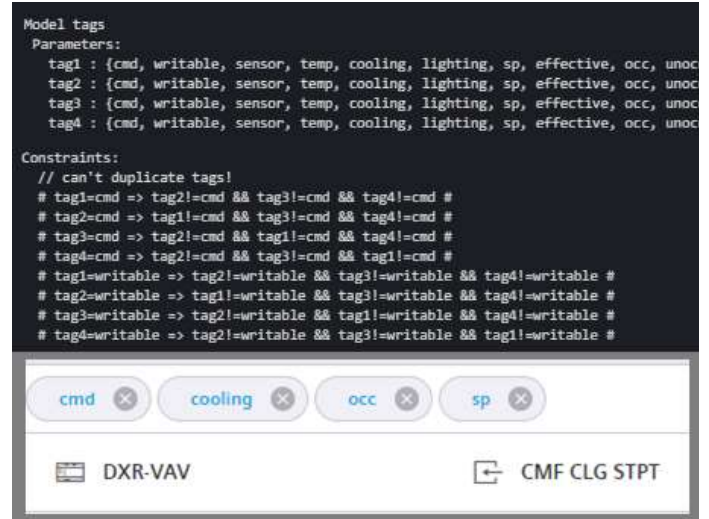 Model tags
Parameters:
tag1 : {cmd, writable, sensor, temp, cooling, lighting, sp, effective, occ,
tag2 : {cmd, writable, sensor, temp, cooling, lighting, sp, effective, occ,
tag3 : {cmd, writable, sensor, temp, cooling, lighting, sp, effective, occ,
tag4 : {cmd, writable, sensor, temp, cooling, lighting, sp, effective, occ,
Constraints:
// can't duplicate tags!
# tag1=cmd => tag2!=cmd && tag3!=cmd && tag4!=cmd #
# tag2=cmd => tag1!=cmd && tag3!=cmd && tag4!=cmd #
# tag3=cmd => tag2!=cmd && tag1!=cmd && tag4!=cmd #
# tag4=cmd => tag2!=cmd && tag3!=cmd && tag1!=cmd #
# tag1=writable => tag2!=writable && tag3!=writable && tag4!=writable #
# tag2=writable => tag1!=writable && tag3!=writable && tag4!=writable #
# tag3=writable => tag2!=writable && tag1!=writable && tag4!=writable #
# tag4=writable => tag2!=writable && tag3!=writable && tag1!=writable #
cmd cooling occ sp
DXR-VAV CMF CLG STPT